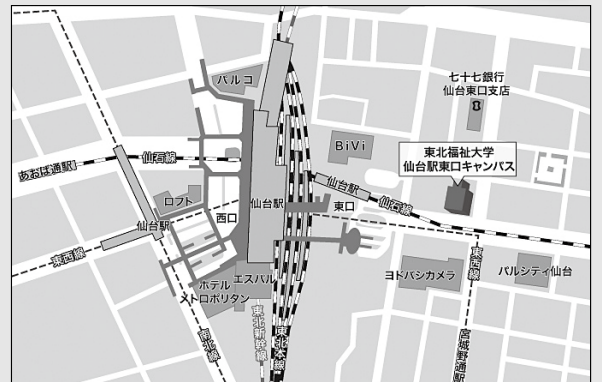 パルコ
七十七銀行
仙台東口支店
BiVi
東北福祉大学
仙台駅東口キャンパス
仙石線
あおば通駅
仙台駅
仙石線
ロフト
仙台駅
東口
西口
仙台駅
東西線
エスパル
ホテル
メトロポリタン
ヨドバシカメラ
東西線
パルシティ仙台
南北線
東北新幹線
東北本線
宮城野通駅